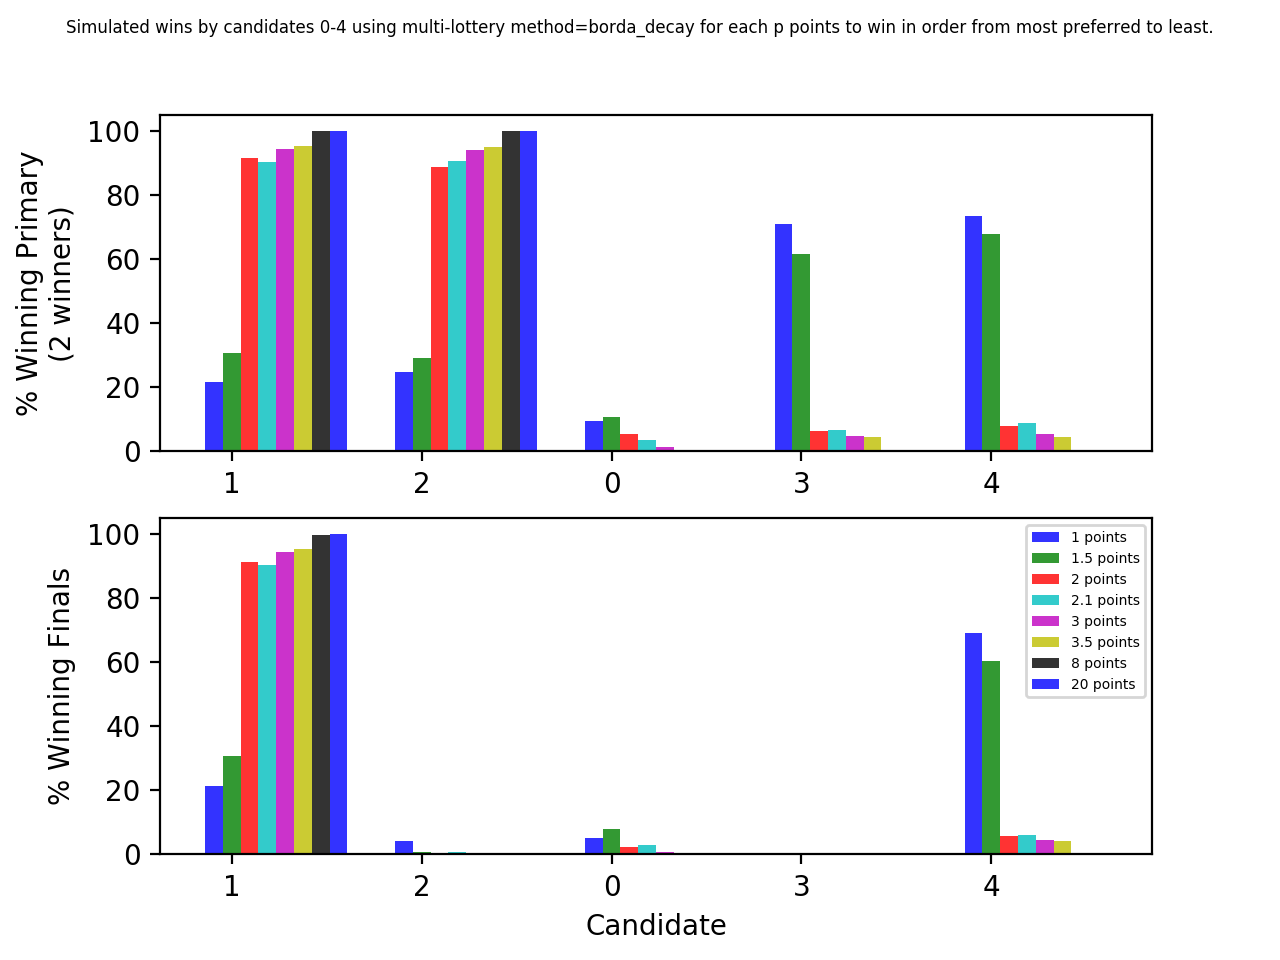 Simulated wins by candidates 0-4 using multi-lottery method=borda_decay for each p points to win in order from most preferred to least.
% Winning Primary
(2 winners)
100
80
60
40
20
0
1 2 0 3 4
% Winning Finals
100
80
60
40
20
0
1 points
1.5 points
2 points
2.1 points
3 points
3.5 points
8 points
20 points
1 2 0 3 4
Candidate